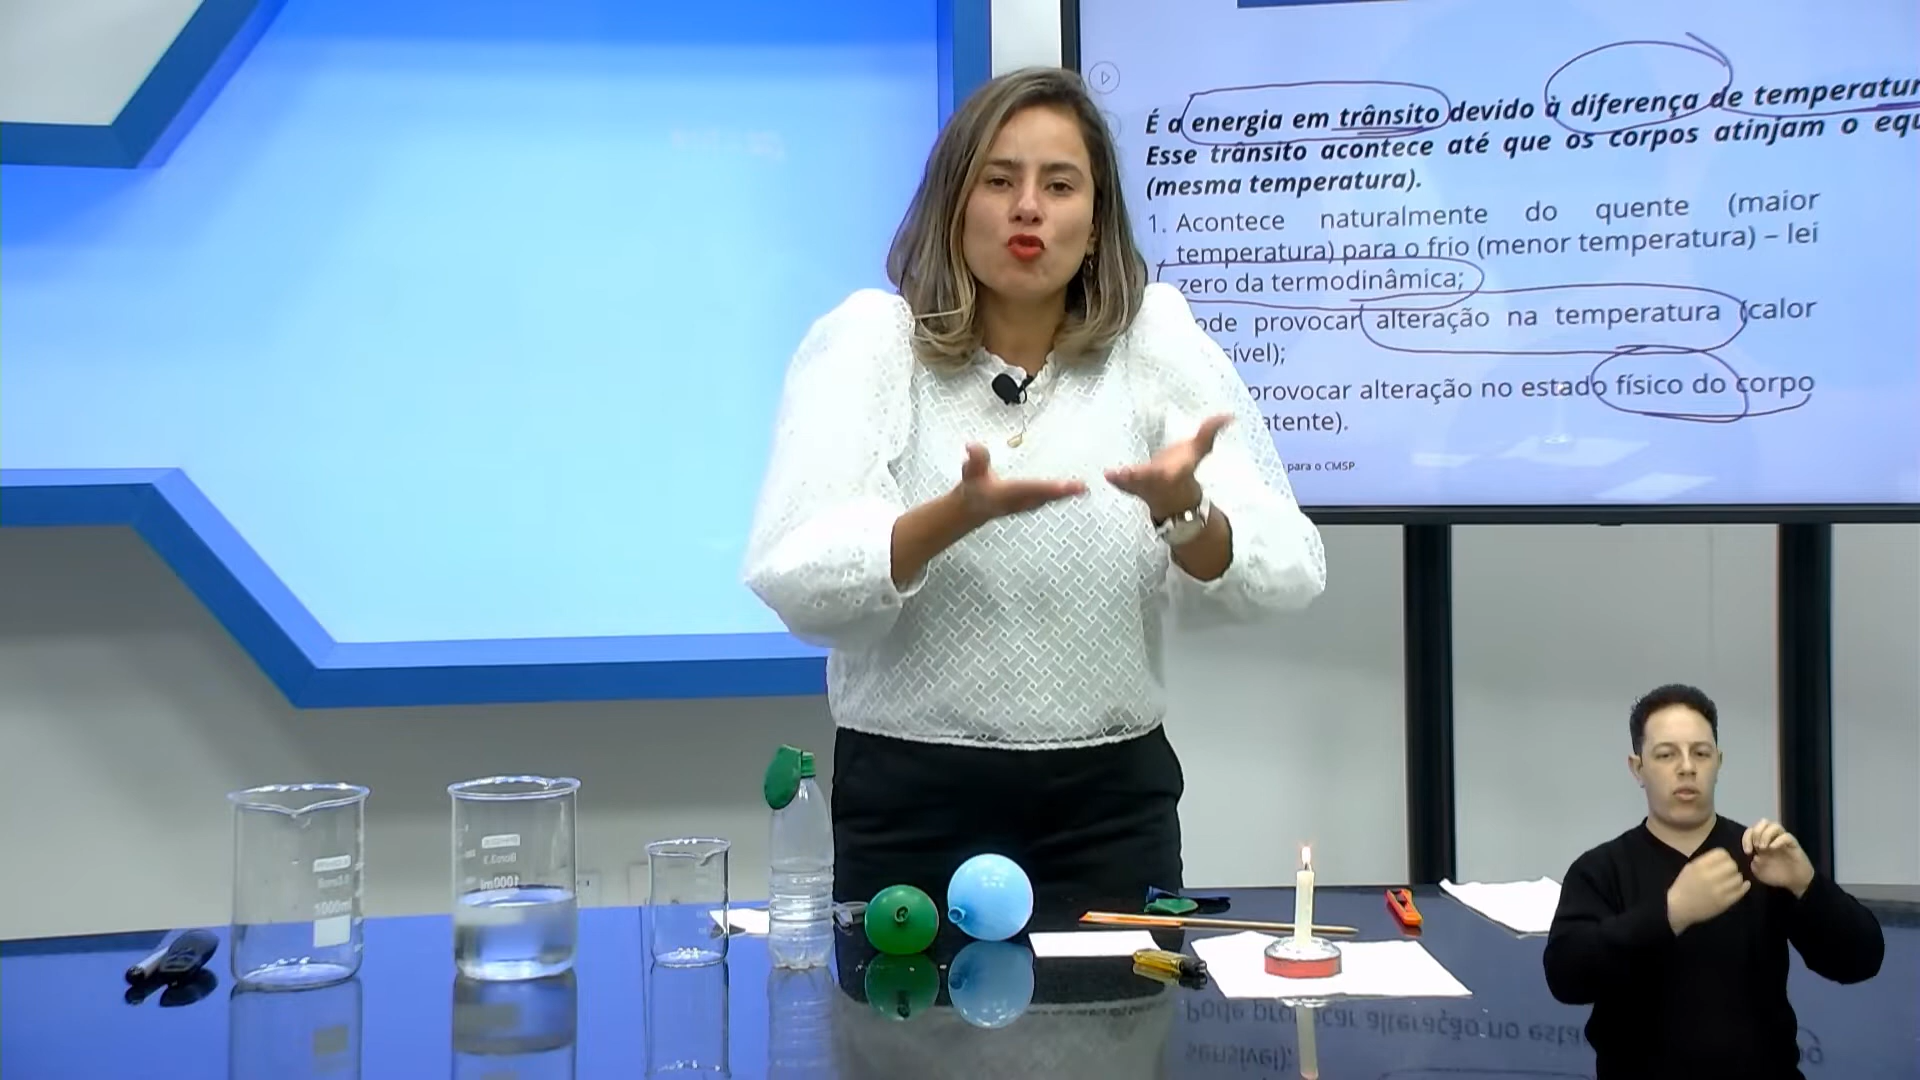 É a energia em trânsito devido à diferença de temperatur
Esse trânsito acontece até que os corpos atinjam o equ
(mesma temperatura).
1. Acontece naturalmente do quente (maior
temperatura) para o frio (menor temperatura) – lei
zero da termodinâmica;
ode provocar alteração na temperatura (calor
sível);
provocar alteração no estado físico do corpo
atente).
para o CMSP
1000ml
1000ml